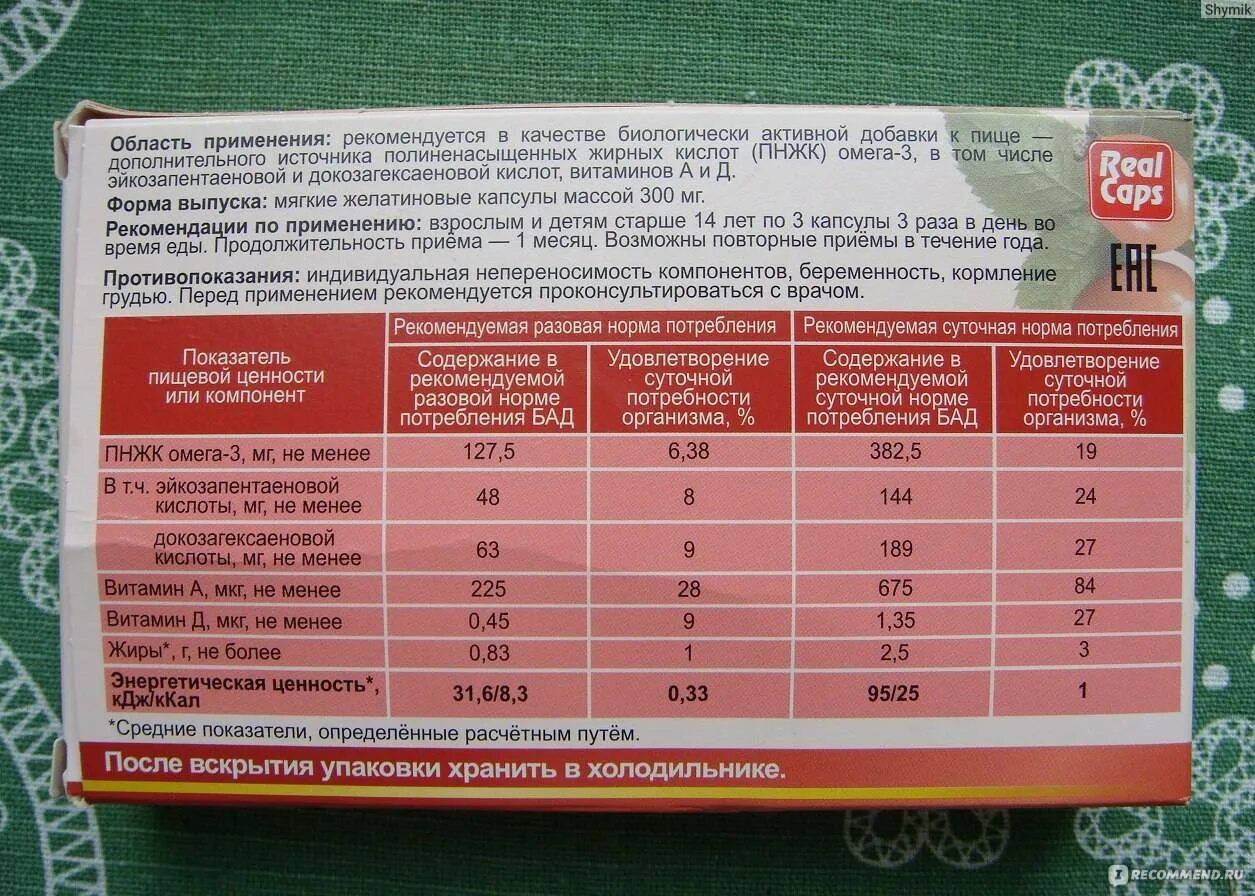 Shymik
Область применения: рекомендуется в качестве биологически активной добавки к пище —
дополнительного источника полиненасыщенных жирных кислот (ПНЖК) омега-3, в том числе
эйкозапентаеновой и докозагексаеновой кислот, витаминов А и Д.
Форма выпуска: мягкие желатиновые капсулы массой 300 мг.
Рекомендации по применению: взрослым и детям старше 14 лет по 3 капсулы 3 раза в день во
время еды. Продолжительность приёма — 1 месяц. Возможны повторные приёмы в течение года.
Противопоказания: индивидуальная непереносимость компонентов, беременность, кормление
грудью. Перед применением рекомендуется проконсультироваться с врачом.
Real
Caps
EAC
Показатель
пищевой ценности
или компонент
Рекомендуемая разовая норма потребления
Рекомендуемая суточная норма потребления
Содержание в
рекомендуемой
разовой норме
потребления БАД
Удовлетворение
суточной
потребности
организма, %
Содержание в
рекомендуемой
суточной норме
потребления БАД
Удовлетворение
суточной
потребности
организма, %
ПНЖК омега-3, мг, не менее 127,5 6,38 382,5 19
В т.ч. эйкозапентаеновой
кислоты, мг, не менее 48 8 144 24
докозагексаеновой
кислоты, мг, не менее 63 9 189 27
Витамин А, мкг, не менее 225 28 675 84
Витамин Д, мкг, не менее 0,45 9 1,35 27
Жиры*, г, не более 0,83 1 2,5 3
Энергетическая ценность*,
кДж/кКал 31,6/8,3 0,33 95/25 1
*Средние показатели, определённые расчётным путём.
После вскрытия упаковки хранить в холодильнике.
IRECOMMEND.RU